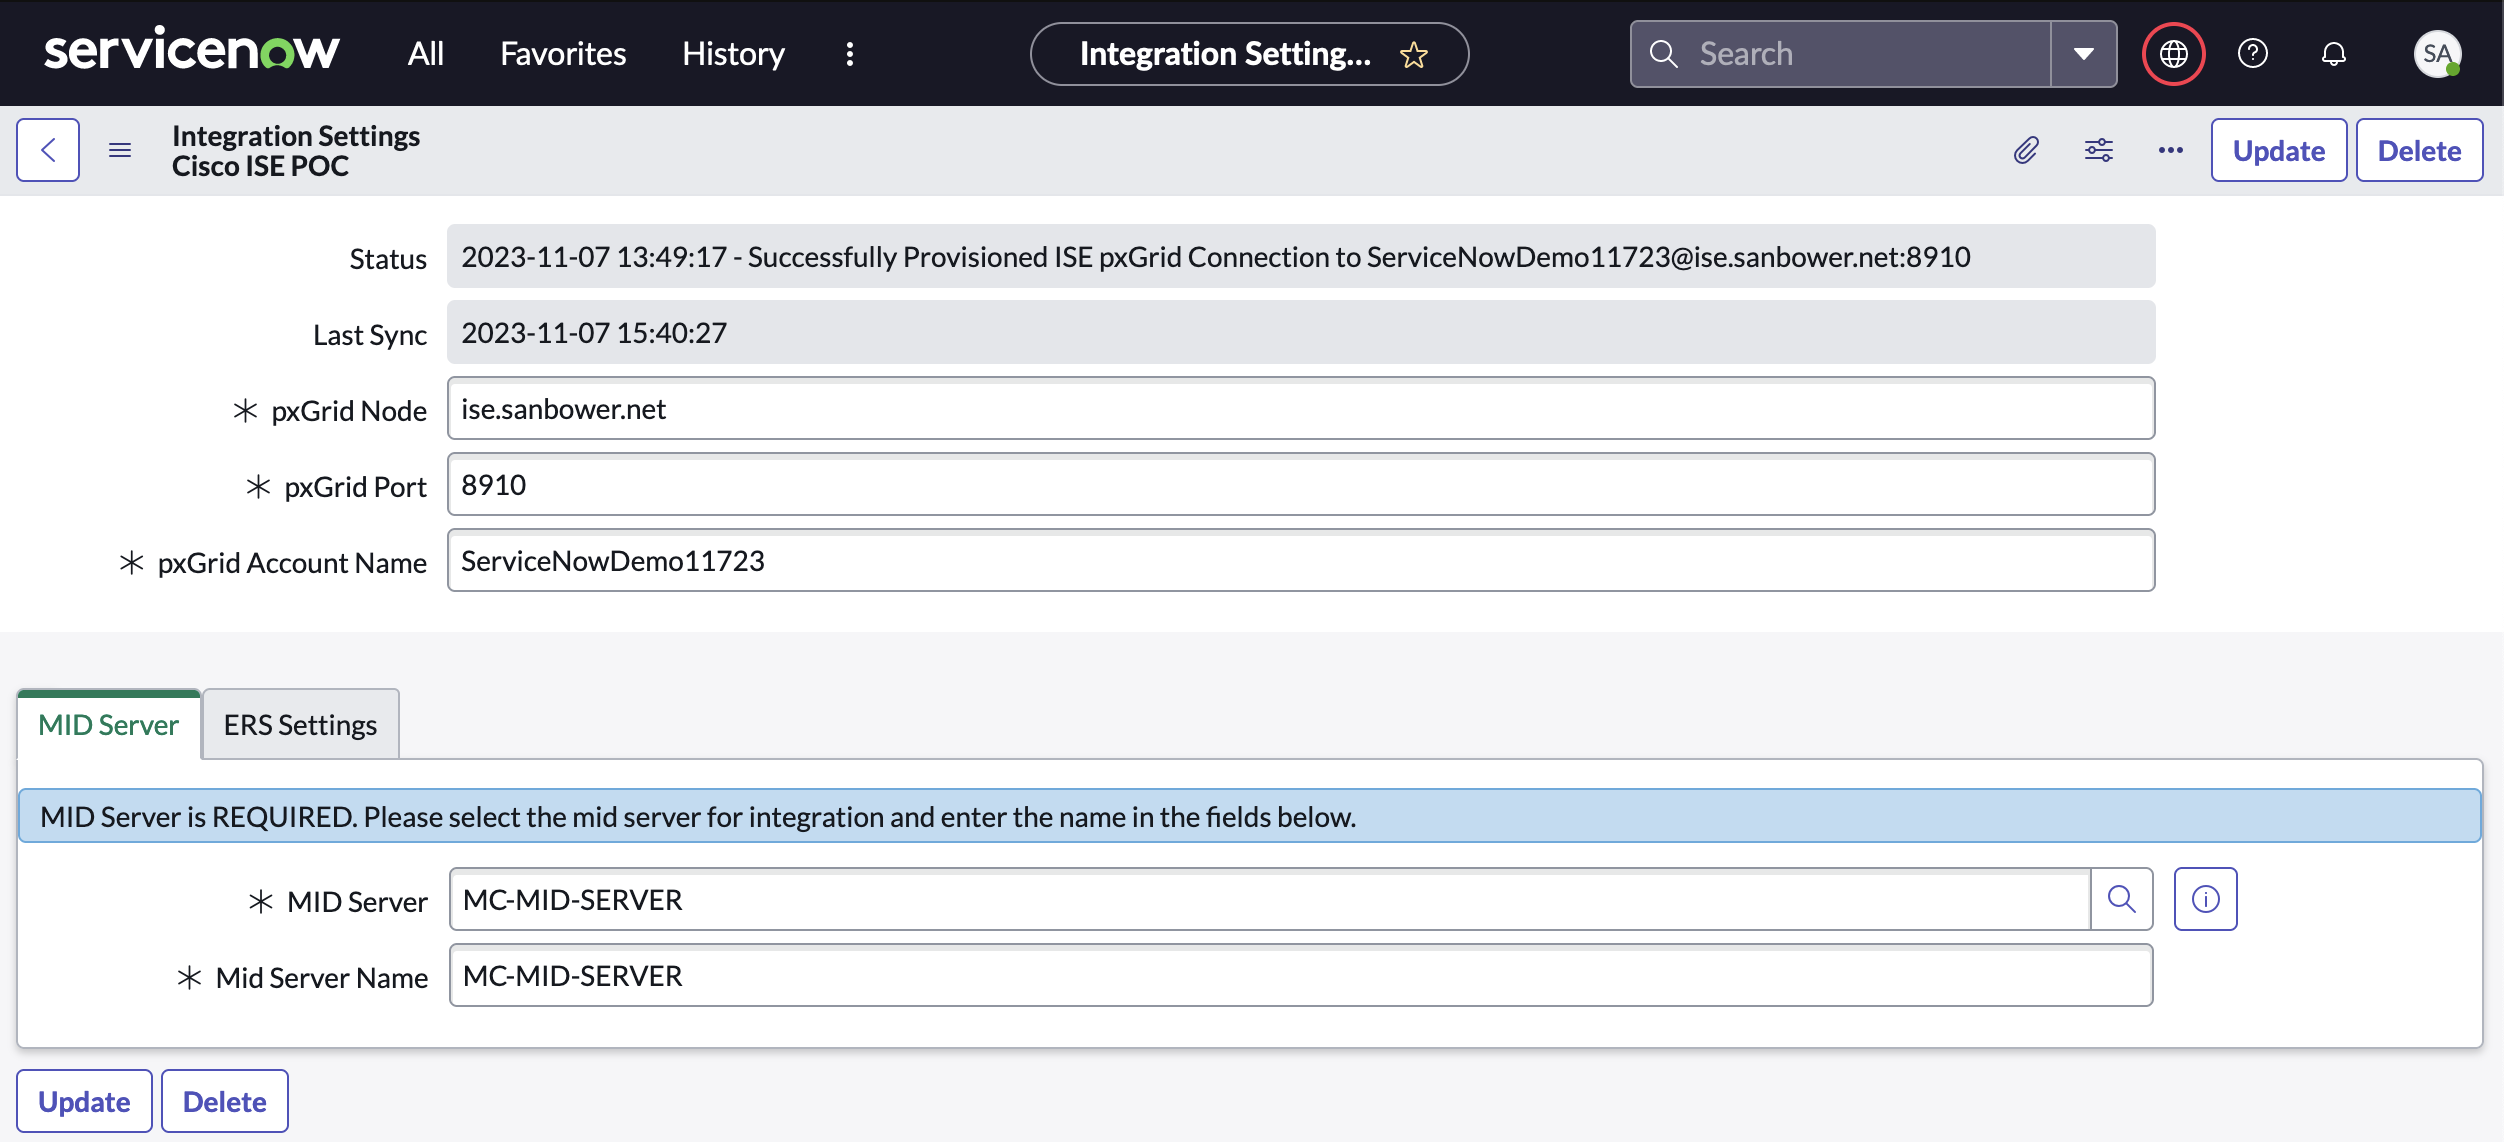 servicenow All Favorites History Integration Setting... Search SA
Integration Settings
Cisco ISE POC
Update Delete
Status 2023-11-07 13:49:17 - Successfully Provisioned ISE pxGrid Connection to ServiceNowDemo11723@ise.sanbower.net:8910
Last Sync 2023-11-07 15:40:27
* pxGrid Node ise.sanbower.net
* pxGrid Port 8910
* pxGrid Account Name ServiceNowDemo11723
MID Server ERS Settings
MID Server is REQUIRED. Please select the mid server for integration and enter the name in the fields below.
* MID Server MC-MID-SERVER
* Mid Server Name MC-MID-SERVER
Update Delete